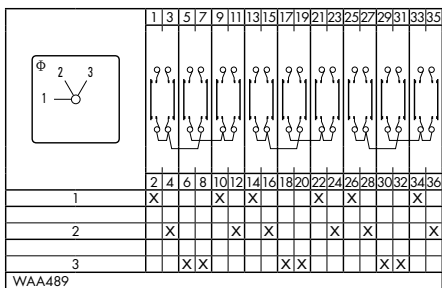 1 3 5 7 9 11 13 15 17 19 21 23 25 27 29 31 33 35
Φ
2 3
1
2 4 6 8 10 12 14 16 18 20 22 24 26 28 30 32 34 36
1 X X X X X X
2 X X X X X X
3 X X X X X X
WAA489